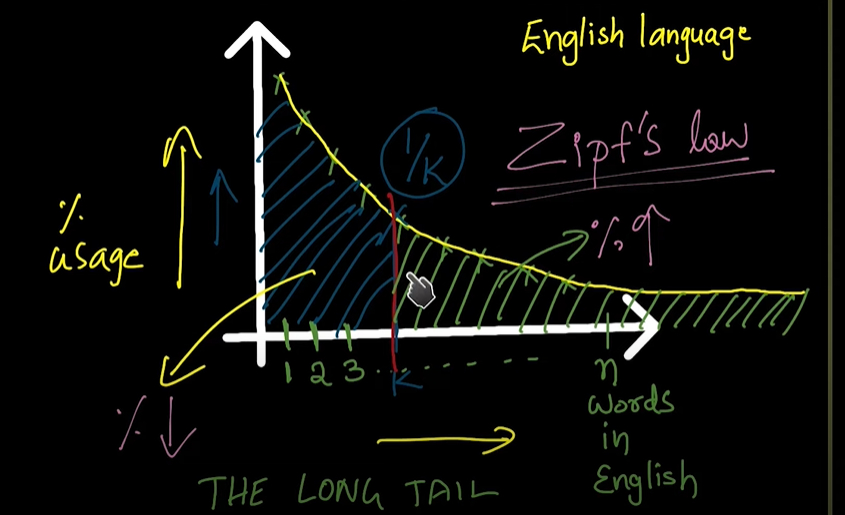 English language
Zipf's law
1/K
% ↑
% usage
1 2 3 ........ - - - -
K
n
words
in
English
% ↓
THE LONG TAIL